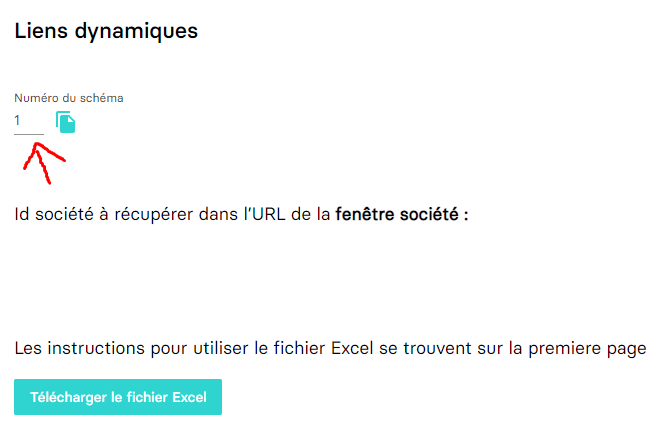 Liens dynamiques
Numéro du schéma
1
Id société à récupérer dans l'URL de la fenêtre société :
Les instructions pour utiliser le fichier Excel se trouvent sur la premiere page
Télécharger le fichier Excel